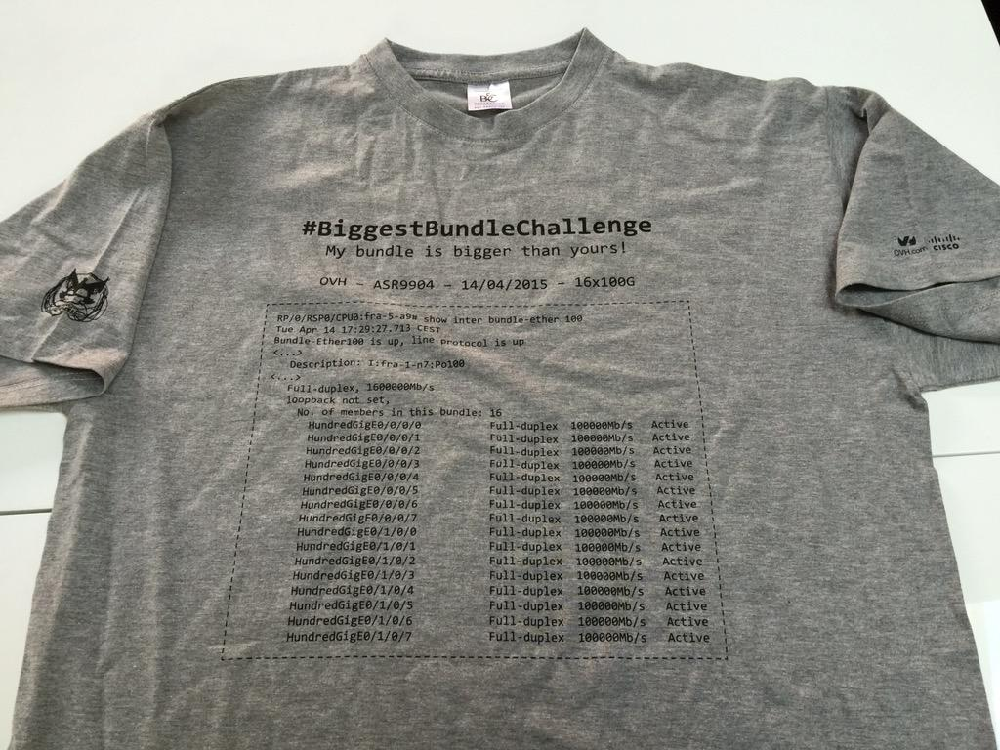 B&C
#BiggestBundleChallenge
My bundle is bigger than yours!
OVH - ASR9904 - 14/04/2015 - 16x100G
RP/0/RSP0/CPU0:fra-5-a9# show inter bundle-ether 100
Tue Apr 14 17:29:27.713 CEST
Bundle-Ether100 is up, line protocol is up
<...>
Description: I:fra-1-n7:Po100
<...>
Full-duplex, 1600000Mb/s
loopback not set,
No. of members in this bundle: 16
HundredGigE0/0/0/0 Full-duplex 100000Mb/s Active
HundredGigE0/0/0/1 Full-duplex 100000Mb/s Active
HundredGigE0/0/0/2 Full-duplex 100000Mb/s Active
HundredGigE0/0/0/3 Full-duplex 100000Mb/s Active
HundredGigE0/0/0/4 Full-duplex 100000Mb/s Active
HundredGigE0/0/0/5 Full-duplex 100000Mb/s Active
HundredGigE0/0/0/6 Full-duplex 100000Mb/s Active
HundredGigE0/0/0/7 Full-duplex 100000Mb/s Active
HundredGigE0/1/0/0 Full-duplex 100000Mb/s Active
HundredGigE0/1/0/1 Full-duplex 100000Mb/s Active
HundredGigE0/1/0/2 Full-duplex 100000Mb/s Active
HundredGigE0/1/0/3 Full-duplex 100000Mb/s Active
HundredGigE0/1/0/4 Full-duplex 100000Mb/s Active
HundredGigE0/1/0/5 Full-duplex 100000Mb/s Active
HundredGigE0/1/0/6 Full-duplex 100000Mb/s Active
HundredGigE0/1/0/7 Full-duplex 100000Mb/s Active
OVH.com CISCO